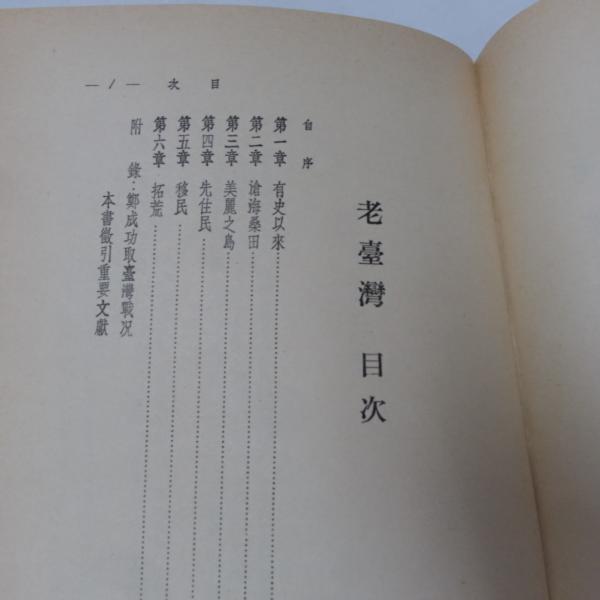 老臺灣 目次
自序
第一章 有史以來
第二章 滄海桑田
第三章 美麗之島
第四章 先住民
第五章 移民
第六章 拓荒
附 錄:鄭成功取臺灣戰況
本書徵引重要文獻
目 次 — 1 —